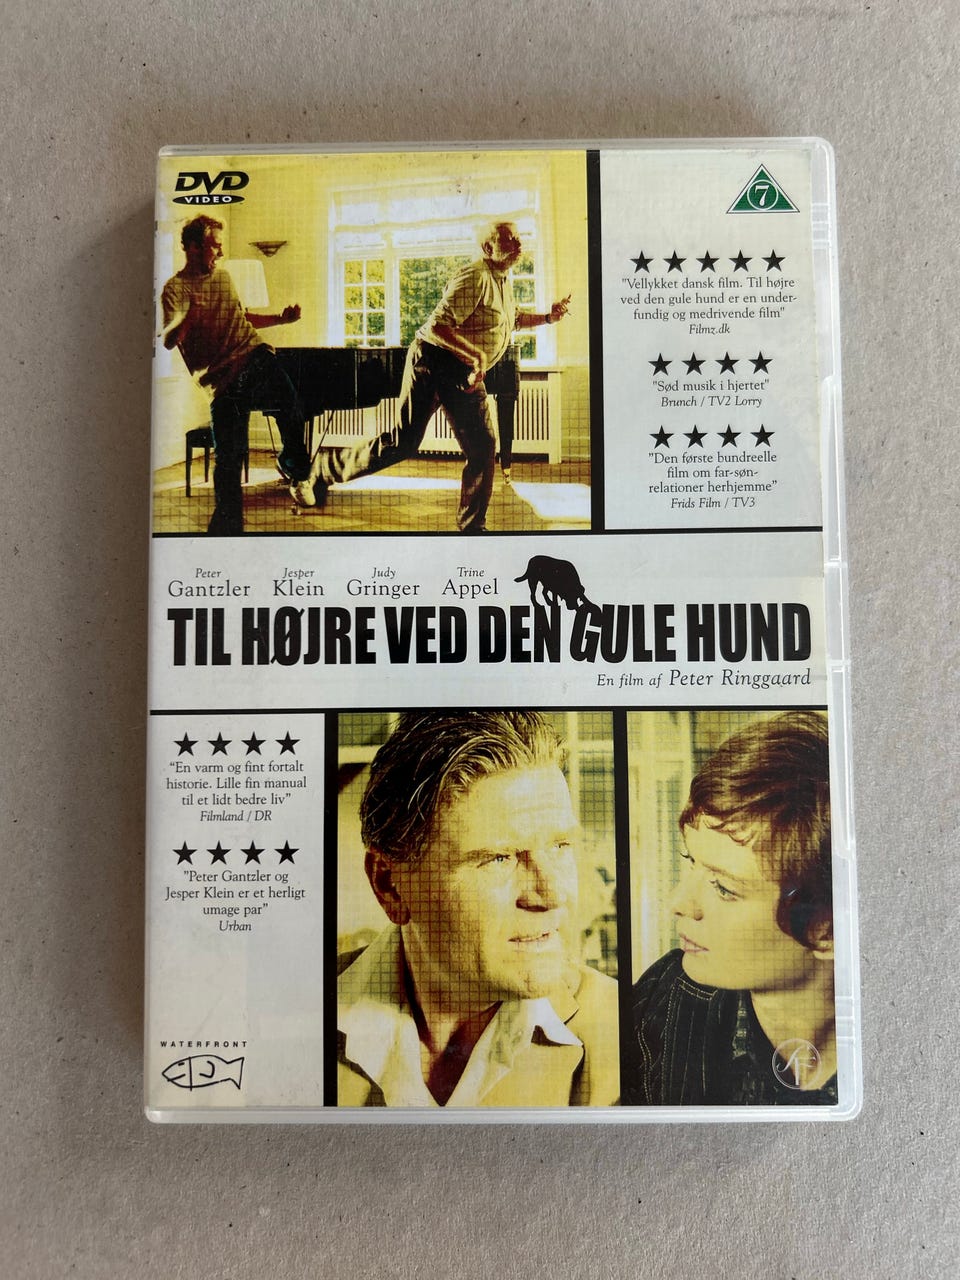 DVD
VIDEO
7
"Vellykket dansk film. Til højre
ved den gule hund er en under-
fundig og medrivende film"
Filmz.dk
"Sød musik i hjertet"
Brunch / TV2 Lorry
"Den første bundreelle
film om far-søn-
relationer herhjemme"
Frids Film / TV3
Peter Gantzler
Jesper Klein
Judy Gringer
Trine Appel
TIL HØJRE VED DEN GULE HUND
En film af Peter Ringgaard
"En varm og fint fortalt
historie. Lille fin manual
til et lidt bedre liv"
Filmland / DR
"Peter Gantzler og
Jesper Klein er et herligt
umage par"
Urban
WATERFRONT
SF